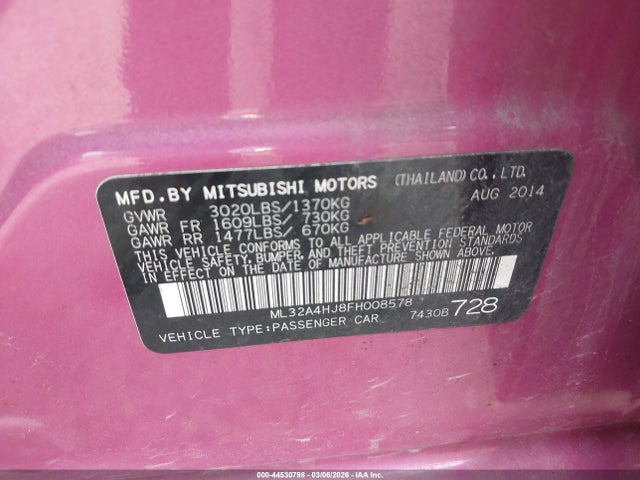 MFD.BY MITSUBISHI MOTORS (THAILAND) CO., LTD.
AUG 2014
GVWR 3020LBS/1370KG
GAWR FR 1609LBS/ 730KG
GAWR RR 1477LBS/ 670KG
THIS VEHICLE CONFORMS TO ALL APPLICABLE FEDERAL MOTOR
VEHICLE SAFETY, BUMPER, AND THEFT PREVENTION STANDARDS
IN EFFECT ON THE DATE OF MANUFACTURE SHOWN ABOVE.
ML32A4HJ8FH008578
VEHICLE TYPE:PASSENGER CAR 7430B 728
000-44530798 - 03/06/2026 - IAA, Inc.